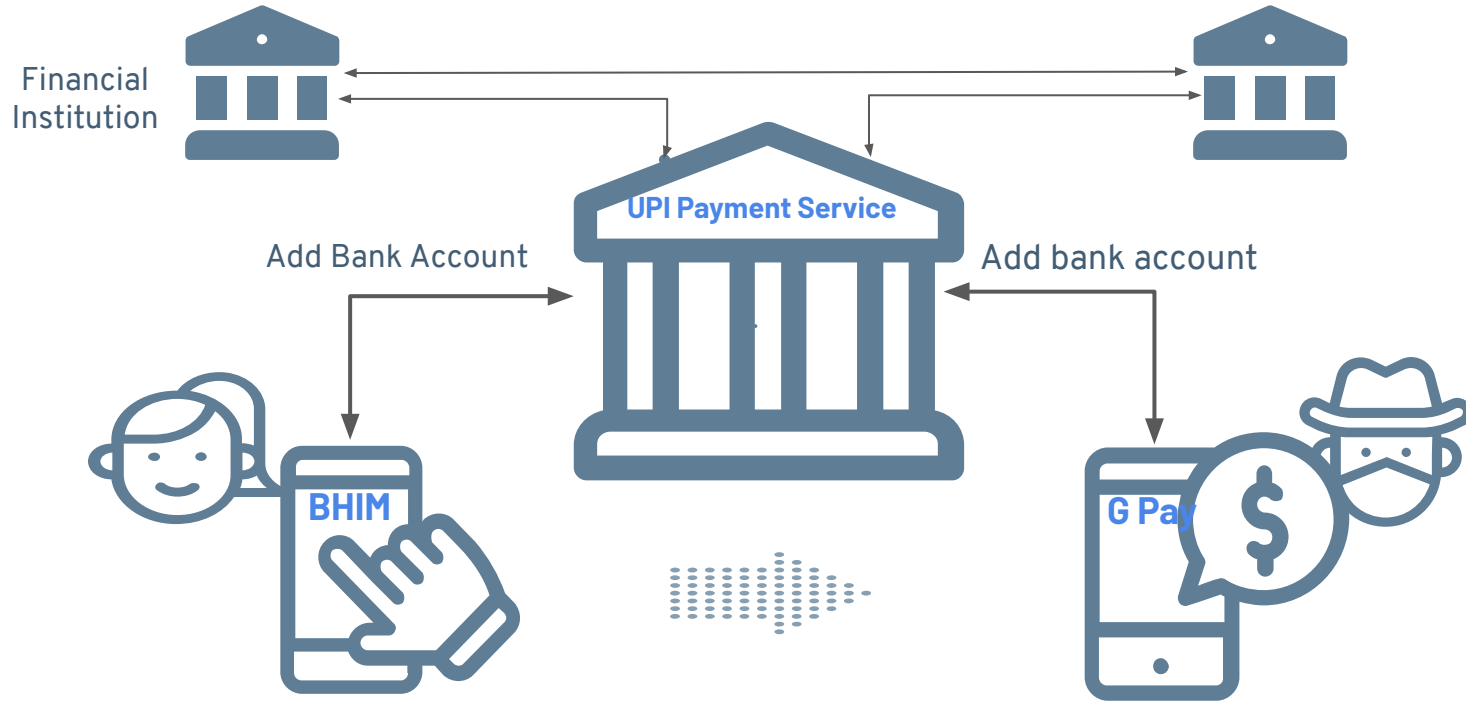 Financial
Institution
UPI Payment Service
Add Bank Account
Add bank account
BHIM
G Pay
$